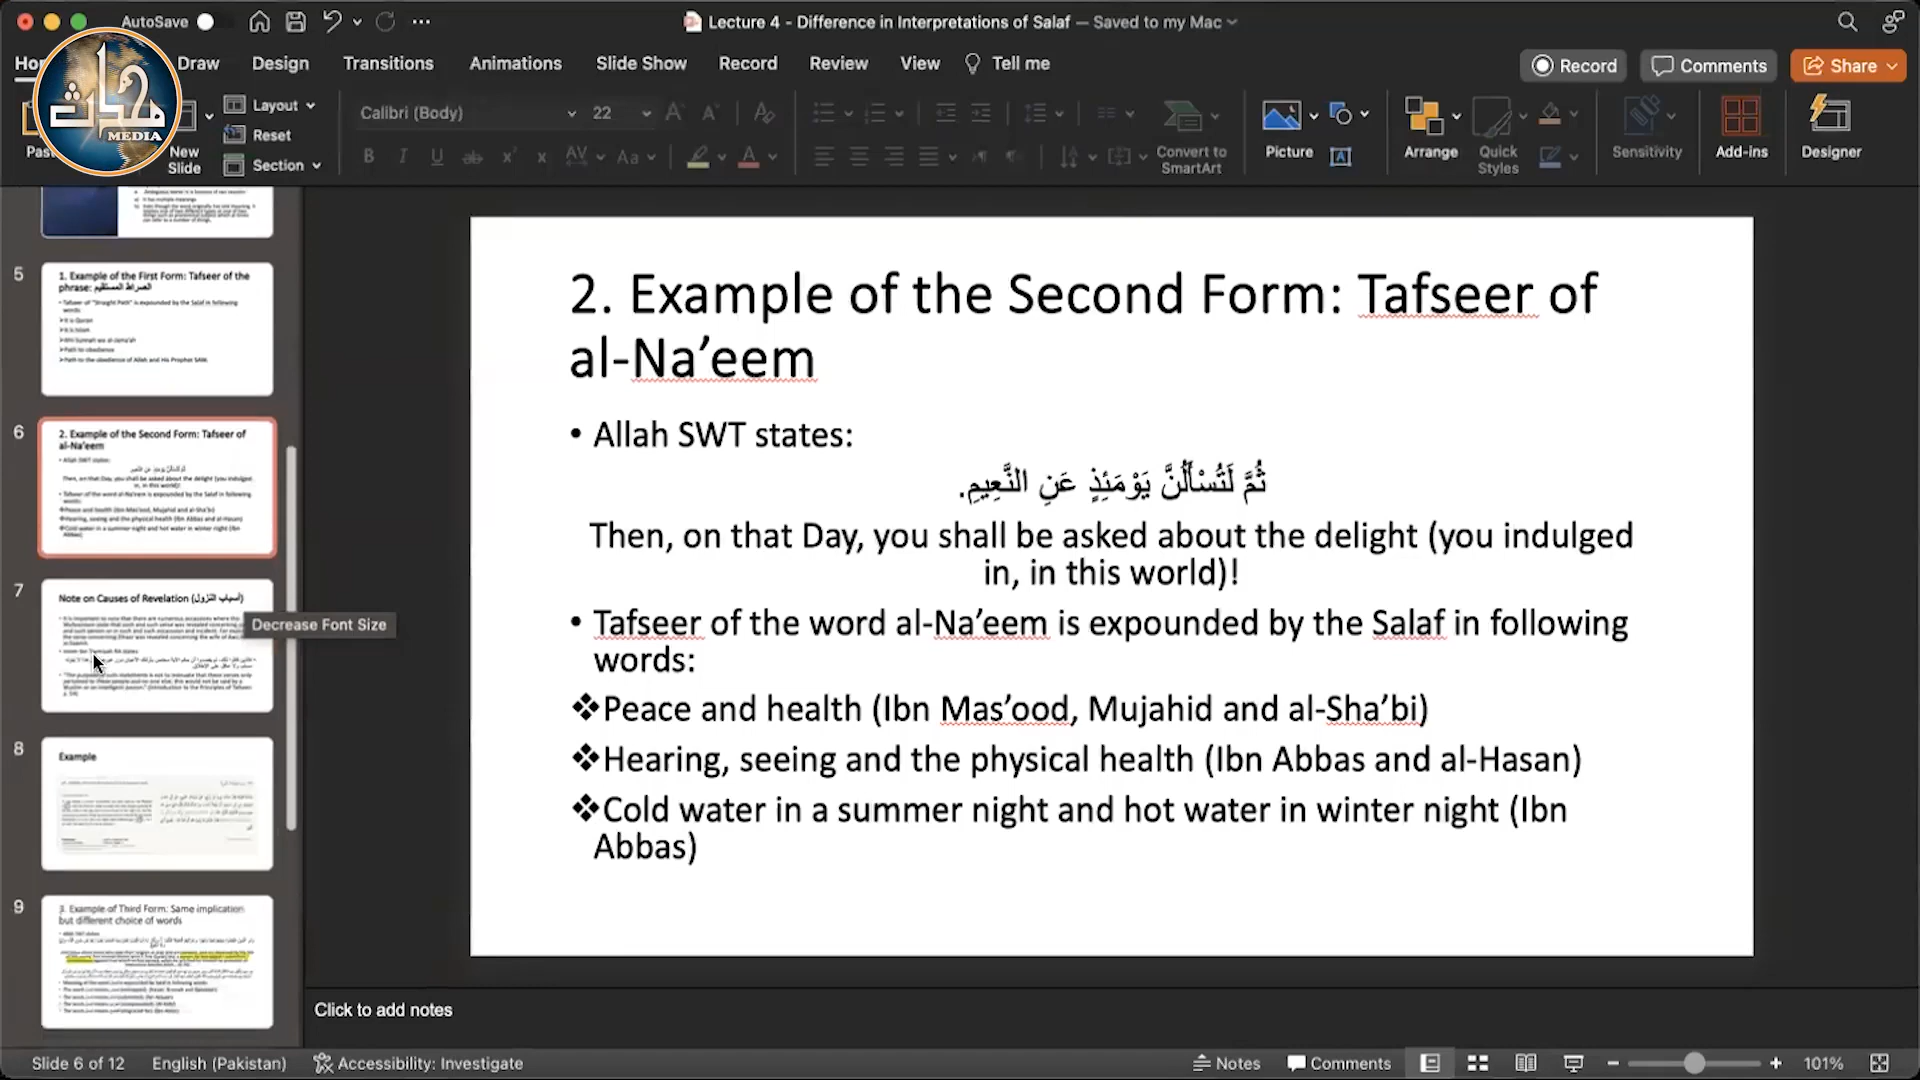 AutoSave
Lecture 4 - Difference in Interpretations of Salaf — Saved to my Mac
Draw Design Transitions Animations Slide Show Record Review View Tell me
Record Comments Share
هدايت
MEDIA
New
Slide
Layout
Reset
Section
Calibri (Body) 22
Convert to
SmartArt
Picture
Arrange
Quick
Styles
Sensitivity
Add-ins
Designer
5
1. Example of the First Form: Tafseer of the
phrase: الصراط المستقيم
6
2. Example of the Second Form: Tafseer of
al-Na'eem
7
Note on Causes of Revelation (أسباب النزول)
Decrease Font Size
8
Example
9
3. Example of Third Form: Same implication
but different choice of words
2. Example of the Second Form: Tafseer of
al-Na’eem
• Allah SWT states:
ثُمَّ لَتُسْأَلُنَّ يَوْمَئِذٍ عَنِ النَّعِيمِ.
Then, on that Day, you shall be asked about the delight (you indulged
in, in this world)!
• Tafseer of the word al-Na’eem is expounded by the Salaf in following
words:
❖Peace and health (Ibn Mas’ood, Mujahid and al-Sha’bi)
❖Hearing, seeing and the physical health (Ibn Abbas and al-Hasan)
❖Cold water in a summer night and hot water in winter night (Ibn
Abbas)
Click to add notes
Slide 6 of 12 English (Pakistan) Accessibility: Investigate
Notes Comments 101%